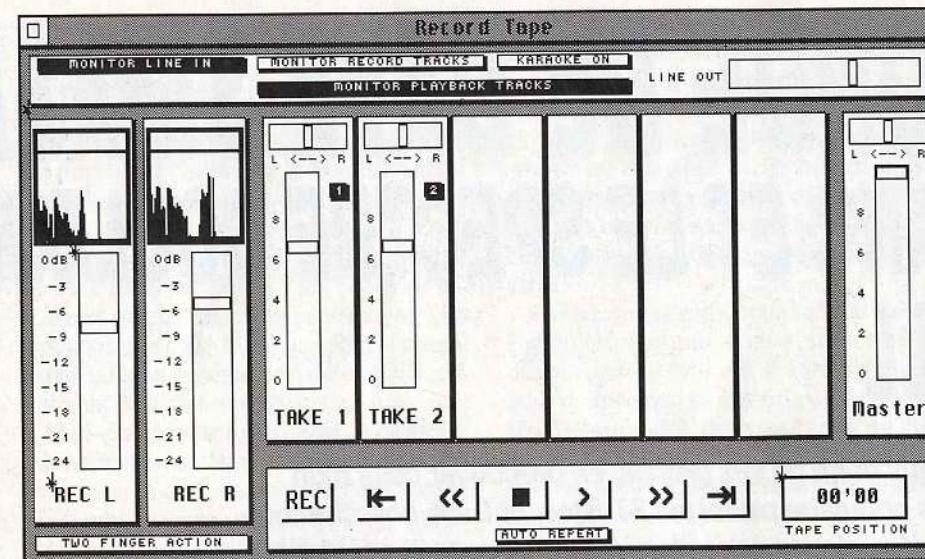 Record Tape
MONITOR LINE IN MONITOR RECORD TRACKS KARAOKE ON
MONITOR PLAYBACK TRACKS LINE OUT
L <--> R L <--> R L <--> R
1 2
8 8 8
0dB 0dB 6 6 6
-3 -3
-6 -6 4 4 4
-9 -9 2 2 2
-12 -12
-15 -15 0 0 0
-18 -18 TAKE 1 TAKE 2 Master
-21 -21
-24 -24
REC L REC R REC |← << ■ > >> →| 00'00
AUTO REPEAT TAPE POSITION
TWO FINGER ACTION